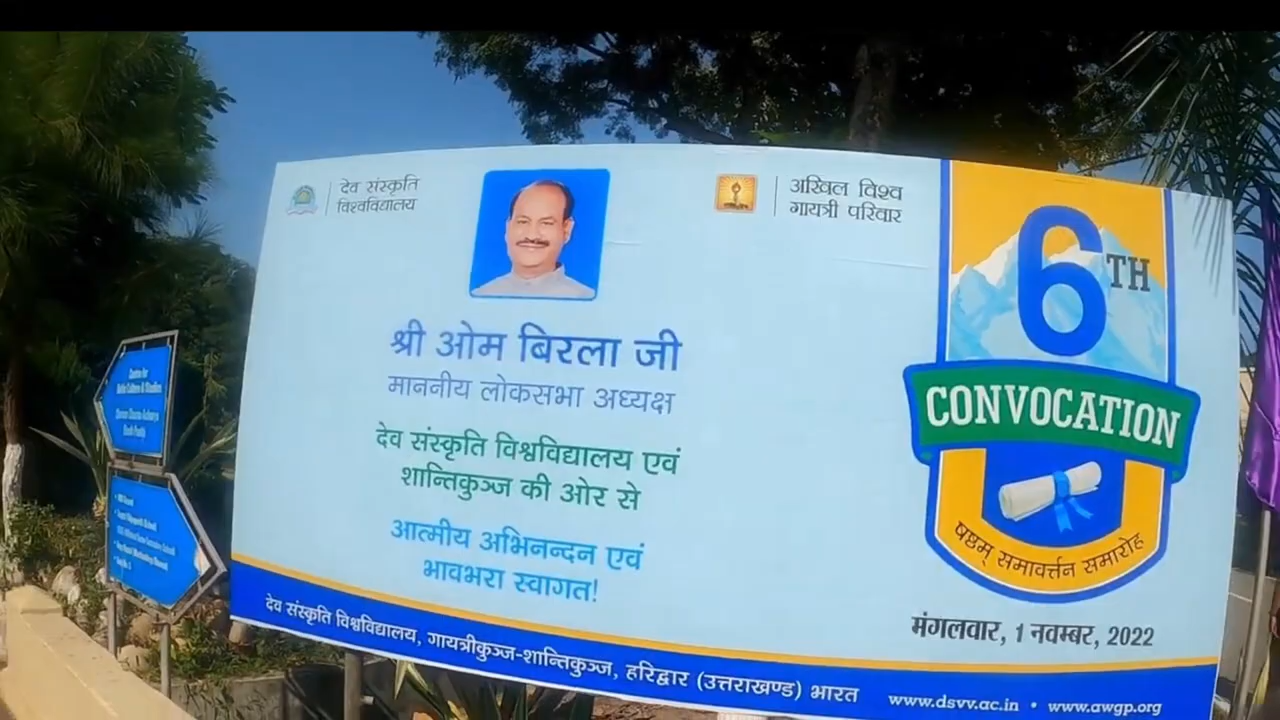 देव संस्कृति
विश्वविद्यालय
अखिल विश्व
गायत्री परिवार
श्री ओम बिरला जी
माननीय लोकसभा अध्यक्ष
देव संस्कृति विश्वविद्यालय एवं
शान्तिकुञ्ज की ओर से
आत्मीय अभिनन्दन एवं
भावभरा स्वागत!
6TH
CONVOCATION
षष्ठम् समावर्त्तन समारोह
मंगलवार, 1 नवम्बर, 2022
देव संस्कृति विश्वविद्यालय, गायत्रीकुञ्ज-शान्तिकुञ्ज, हरिद्वार (उत्तराखण्ड) भारत
www.dsvv.ac.in • www.awgp.org
Centre for